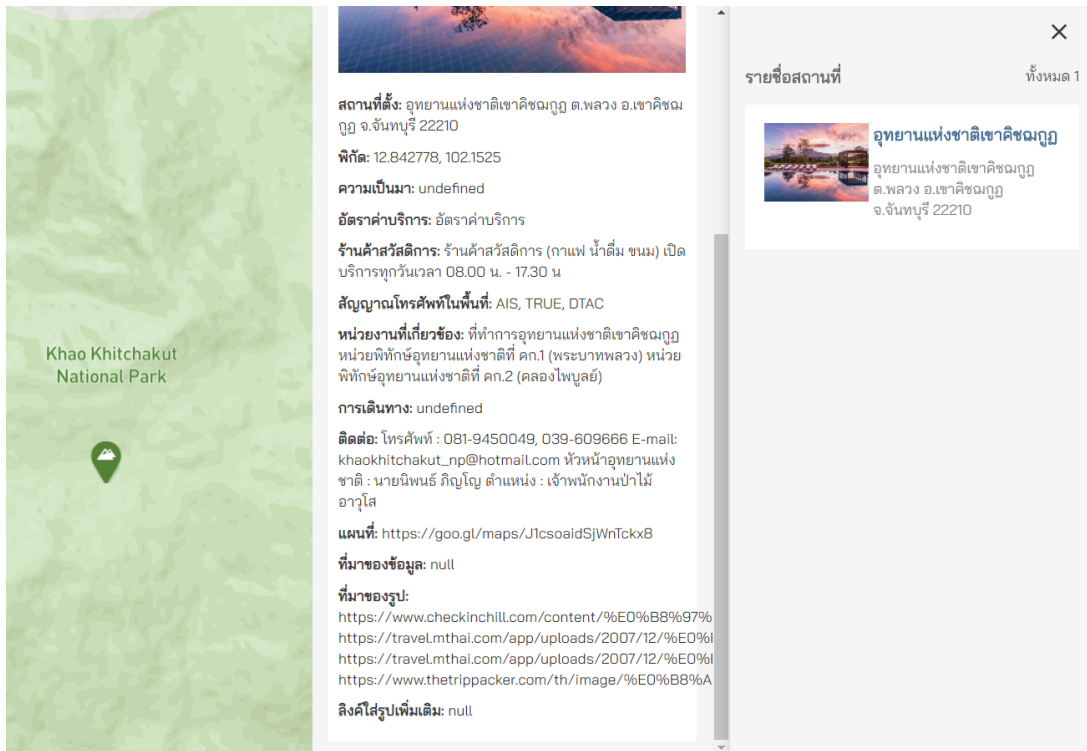 Khao Khitchakut
National Park
สถานที่ตั้ง: อุทยานแห่งชาติเขาคิชฌกูฏ ต.พลวง อ.เขาคิชฌ
กูฏ จ.จันทบุรี 22210
พิกัด: 12.842778, 102.1525
ความเป็นมา: undefined
อัตราค่าบริการ: อัตราค่าบริการ
ร้านค้าสวัสดิการ: ร้านค้าสวัสดิการ (กาแฟ น้ำดื่ม ขนม) เปิด
บริการทุกวันเวลา 08.00 น. - 17.30 น
สัญญาณโทรศัพท์ในพื้นที่: AIS, TRUE, DTAC
หน่วยงานที่เกี่ยวข้อง: ที่ทำการอุทยานแห่งชาติเขาคิชฌกูฏ
หน่วยพิทักษ์อุทยานแห่งชาติที่ คก.1 (พระบาทพลวง) หน่วย
พิทักษ์อุทยานแห่งชาติที่ คก.2 (คลองไพบูลย์)
การเดินทาง: undefined
ติดต่อ: โทรศัพท์ : 081-9450049, 039-609666 E-mail:
khaokhitchakut_np@hotmail.com หัวหน้าอุทยานแห่ง
ชาติ : นายนิพนธ์ ภิญโญ ตำแหน่ง : เจ้าพนักงานป่าไม้
อาวุโส
แผนที่: https://goo.gl/maps/J1csoaidSjWnTckx8
ที่มาของข้อมูล: null
ที่มาของรูป:
https://www.checkinchill.com/content/%E0%B8%97%
https://travel.mthai.com/app/uploads/2007/12/%E0%
https://travel.mthai.com/app/uploads/2007/12/%E0%
https://www.thetrippacker.com/th/image/%E0%B8%A
ลิงค์ใส่รูปเพิ่มเติม: null
รายชื่อสถานที่ ทั้งหมด 1
อุทยานแห่งชาติเขาคิชฌกูฏ
อุทยานแห่งชาติเขาคิชฌกูฏ
ต.พลวง อ.เขาคิชฌกูฏ
จ.จันทบุรี 22210